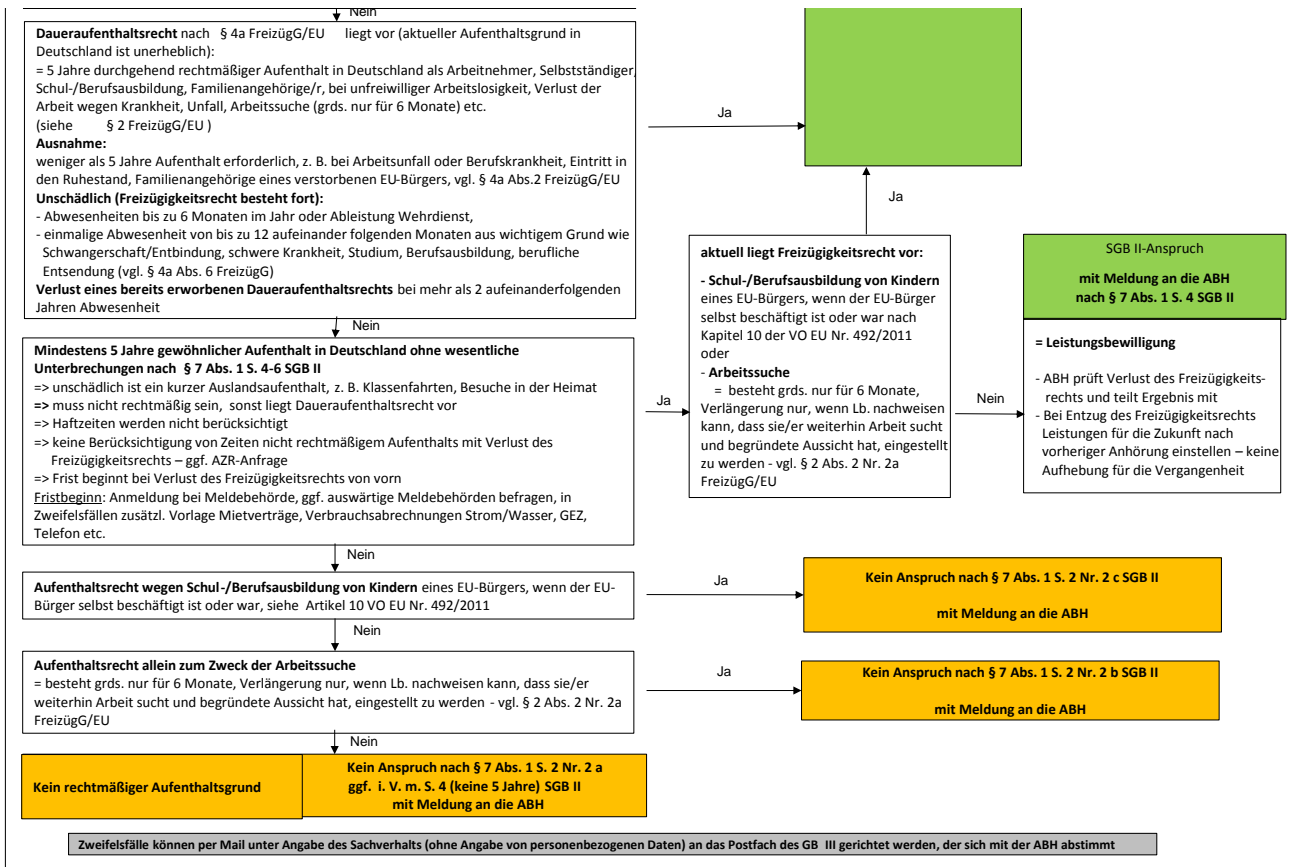 Nein
Daueraufenthaltsrecht nach § 4a FreizügG/EU liegt vor (aktueller Aufenthaltsgrund in
Deutschland ist unerheblich):
= 5 Jahre durchgehend rechtmäßiger Aufenthalt in Deutschland als Arbeitnehmer, Selbstständiger,
Schul-/Berufsausbildung, Familienangehörige/r, bei unfreiwilliger Arbeitslosigkeit, Verlust der
Arbeit wegen Krankheit, Unfall, Arbeitssuche (grds. nur für 6 Monate) etc.
(siehe § 2 FreizügG/EU )
Ausnahme:
weniger als 5 Jahre Aufenthalt erforderlich, z. B. bei Arbeitsunfall oder Berufskrankheit, Eintritt in
den Ruhestand, Familienangehörige eines verstorbenen EU-Bürgers, vgl. § 4a Abs.2 FreizügG/EU
Unschädlich (Freizügigkeitsrecht besteht fort):
- Abwesenheiten bis zu 6 Monaten im Jahr oder Ableistung Wehrdienst,
- einmalige Abwesenheit von bis zu 12 aufeinander folgenden Monaten aus wichtigem Grund wie
Schwangerschaft/Entbindung, schwere Krankheit, Studium, Berufsausbildung, berufliche
Entsendung (vgl. § 4a Abs. 6 FreizügG)
Verlust eines bereits erworbenen Daueraufenthaltsrechts bei mehr als 2 aufeinanderfolgenden
Jahren Abwesenheit
Ja
Nein
Mindestens 5 Jahre gewöhnlicher Aufenthalt in Deutschland ohne wesentliche
Unterbrechungen nach § 7 Abs. 1 S. 4-6 SGB II
=> unschädlich ist ein kurzer Auslandsaufenthalt, z. B. Klassenfahrten, Besuche in der Heimat
=> muss nicht rechtmäßig sein, sonst liegt Daueraufenthaltsrecht vor
=> Haftzeiten werden nicht berücksichtigt
=> keine Berücksichtigung von Zeiten nicht rechtmäßigem Aufenthalts mit Verlust des
Freizügigkeitsrechts – ggf. AZR-Anfrage
=> Frist beginnt bei Verlust des Freizügigkeitsrechts von vorn
Fristbeginn: Anmeldung bei Meldebehörde, ggf. auswärtige Meldebehörden befragen, in
Zweifelsfällen zusätzl. Vorlage Mietverträge, Verbrauchsabrechnungen Strom/Wasser, GEZ,
Telefon etc.
Ja
Ja
aktuell liegt Freizügigkeitsrecht vor:
- Schul-/Berufsausbildung von Kindern
eines EU-Bürgers, wenn der EU-Bürger
selbst beschäftigt ist oder war nach
Kapitel 10 der VO EU Nr. 492/2011
oder
- Arbeitssuche
= besteht grds. nur für 6 Monate,
Verlängerung nur, wenn Lb. nachweisen
kann, dass sie/er weiterhin Arbeit sucht
und begründete Aussicht hat, eingestellt
zu werden - vgl. § 2 Abs. 2 Nr. 2a
FreizügG/EU
Nein
SGB II-Anspruch
mit Meldung an die ABH
nach § 7 Abs. 1 S. 4 SGB II
= Leistungsbewilligung
- ABH prüft Verlust des Freizügigkeits-
rechts und teilt Ergebnis mit
- Bei Entzug des Freizügigkeitsrechts
Leistungen für die Zukunft nach
vorheriger Anhörung einstellen – keine
Aufhebung für die Vergangenheit
Nein
Aufenthaltsrecht wegen Schul-/Berufsausbildung von Kindern eines EU-Bürgers, wenn der EU-
Bürger selbst beschäftigt ist oder war, siehe Artikel 10 VO EU Nr. 492/2011
Ja
Kein Anspruch nach § 7 Abs. 1 S. 2 Nr. 2 c SGB II
mit Meldung an die ABH
Nein
Aufenthaltsrecht allein zum Zweck der Arbeitssuche
= besteht grds. nur für 6 Monate, Verlängerung nur, wenn Lb. nachweisen kann, dass sie/er
weiterhin Arbeit sucht und begründete Aussicht hat, eingestellt zu werden - vgl. § 2 Abs. 2 Nr. 2a
FreizügG/EU
Ja
Kein Anspruch nach § 7 Abs. 1 S. 2 Nr. 2 b SGB II
mit Meldung an die ABH
Nein
Kein rechtmäßiger Aufenthaltsgrund
Kein Anspruch nach § 7 Abs. 1 S. 2 Nr. 2 a
ggf. i. V. m. S. 4 (keine 5 Jahre) SGB II
mit Meldung an die ABH
Zweifelsfälle können per Mail unter Angabe des Sachverhalts (ohne Angabe von personenbezogenen Daten) an das Postfach des GB III gerichtet werden, der sich mit der ABH abstimmt